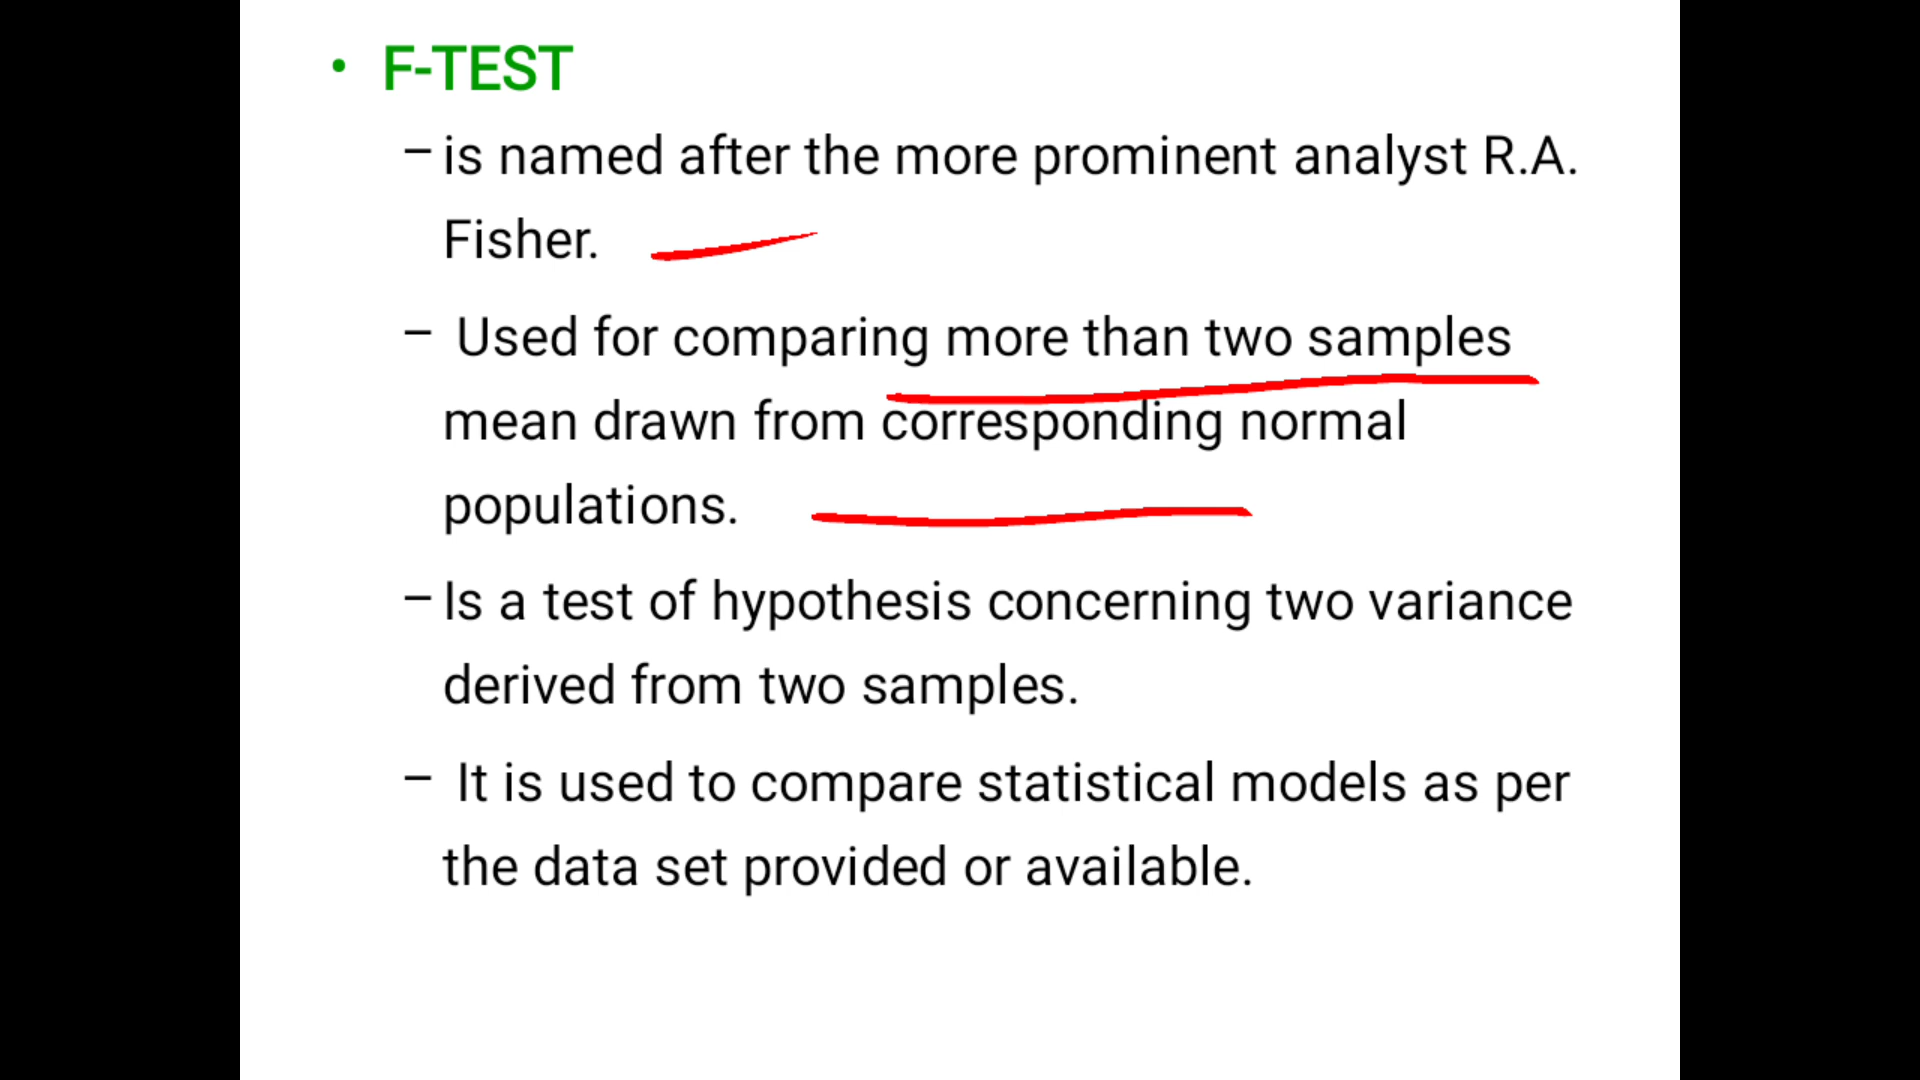 • F-TEST
– is named after the more prominent analyst R.A.
Fisher.
– Used for comparing more than two samples
mean drawn from corresponding normal
populations.
– Is a test of hypothesis concerning two variance
derived from two samples.
– It is used to compare statistical models as per
the data set provided or available.